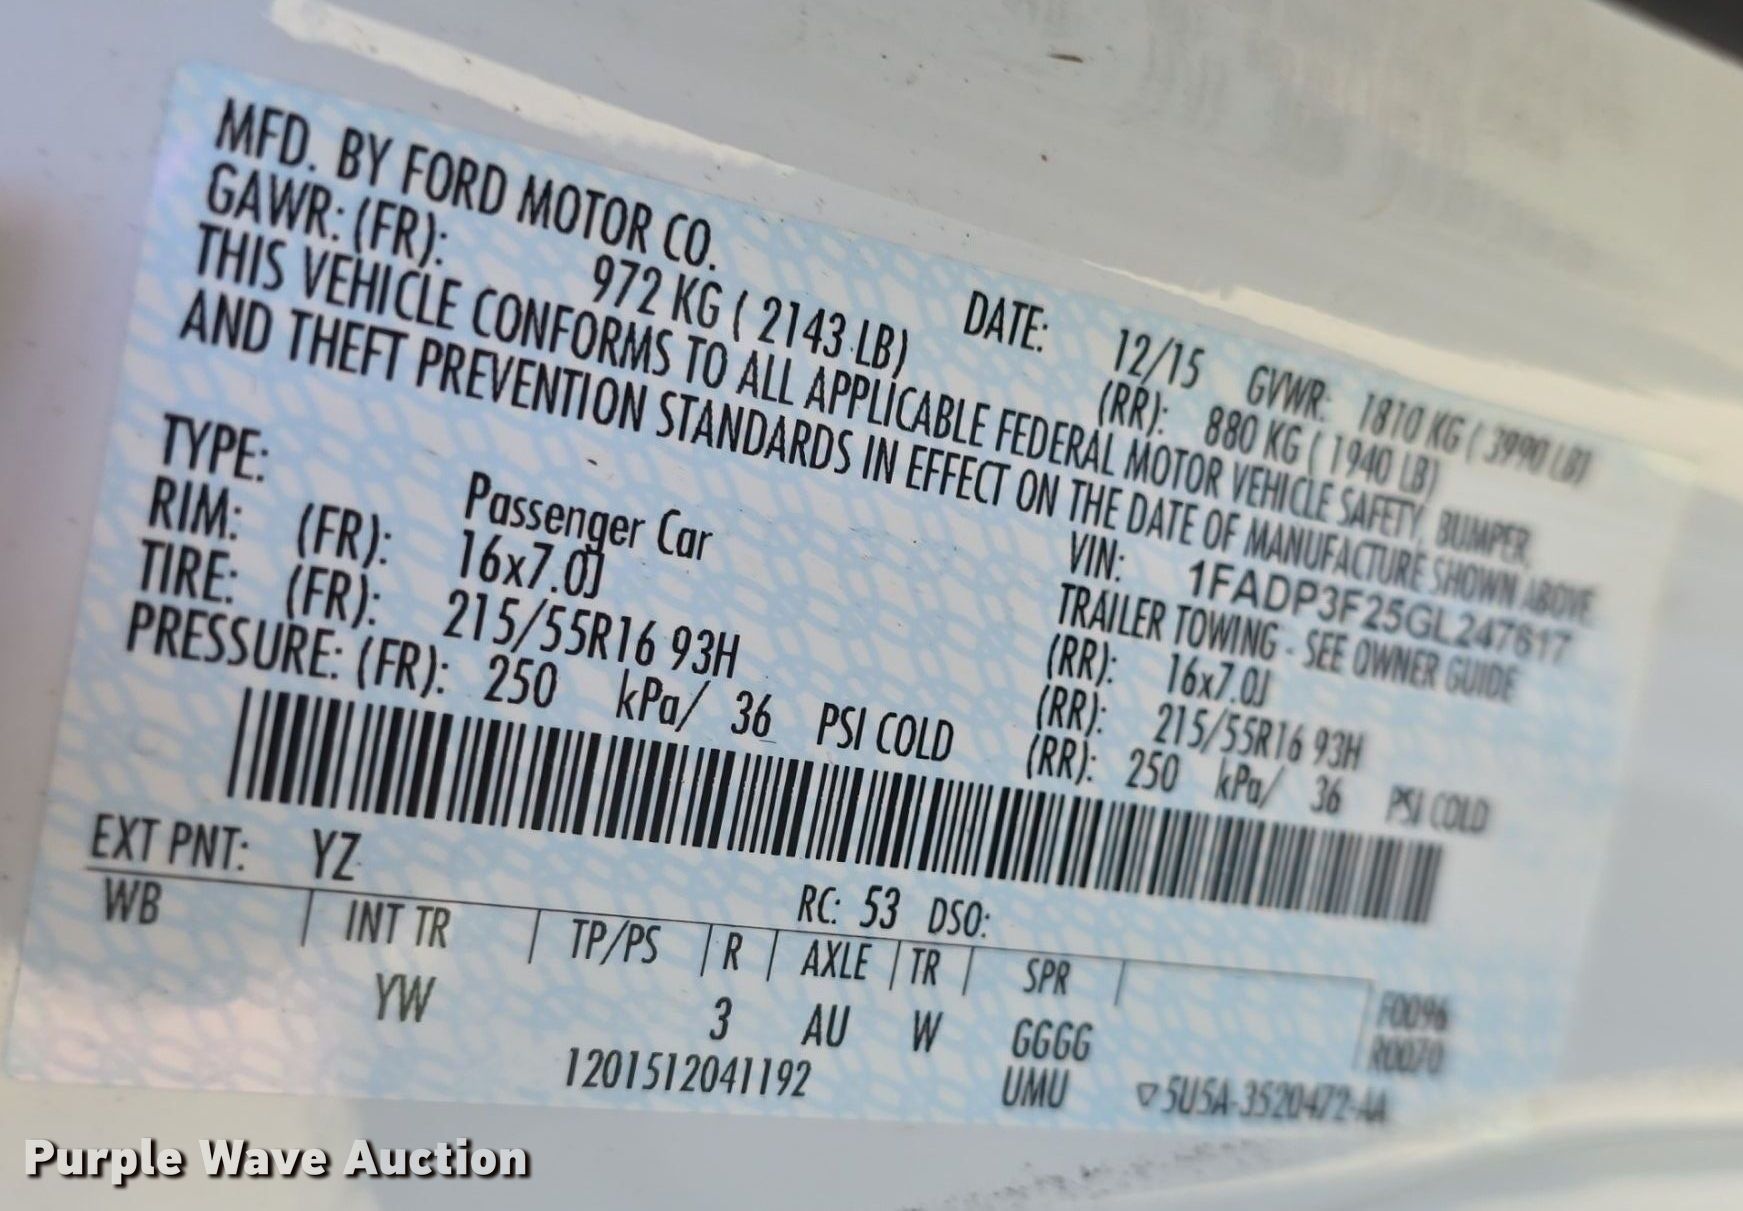 MFD. BY FORD MOTOR CO. DATE: 12/15 GVWR: 1810 KG ( 3990 LB)
GAWR: (FR): 972 KG ( 2143 LB) (RR): 880 KG ( 1940 LB)
THIS VEHICLE CONFORMS TO ALL APPLICABLE FEDERAL MOTOR VEHICLE SAFETY, BUMPER,
AND THEFT PREVENTION STANDARDS IN EFFECT ON THE DATE OF MANUFACTURE SHOWN ABOVE
VIN: 1FADP3F25GL247617
TYPE: Passenger Car TRAILER TOWING - SEE OWNER GUIDE
RIM: (FR): 16x7.0J (RR): 16x7.0J
TIRE: (FR): 215/55R16 93H (RR): 215/55R16 93H
PRESSURE: (FR): 250 kPa/ 36 PSI COLD (RR): 250 kPa/ 36 PSI COLD
EXT PNT: YZ RC: 53 DSO:
WB INT TR TP/PS R AXLE TR SPR F0096
YW 3 AU W GGGG R0070
1201512041192 UMU ▽5U5A-3520472-AA
Purple Wave Auction